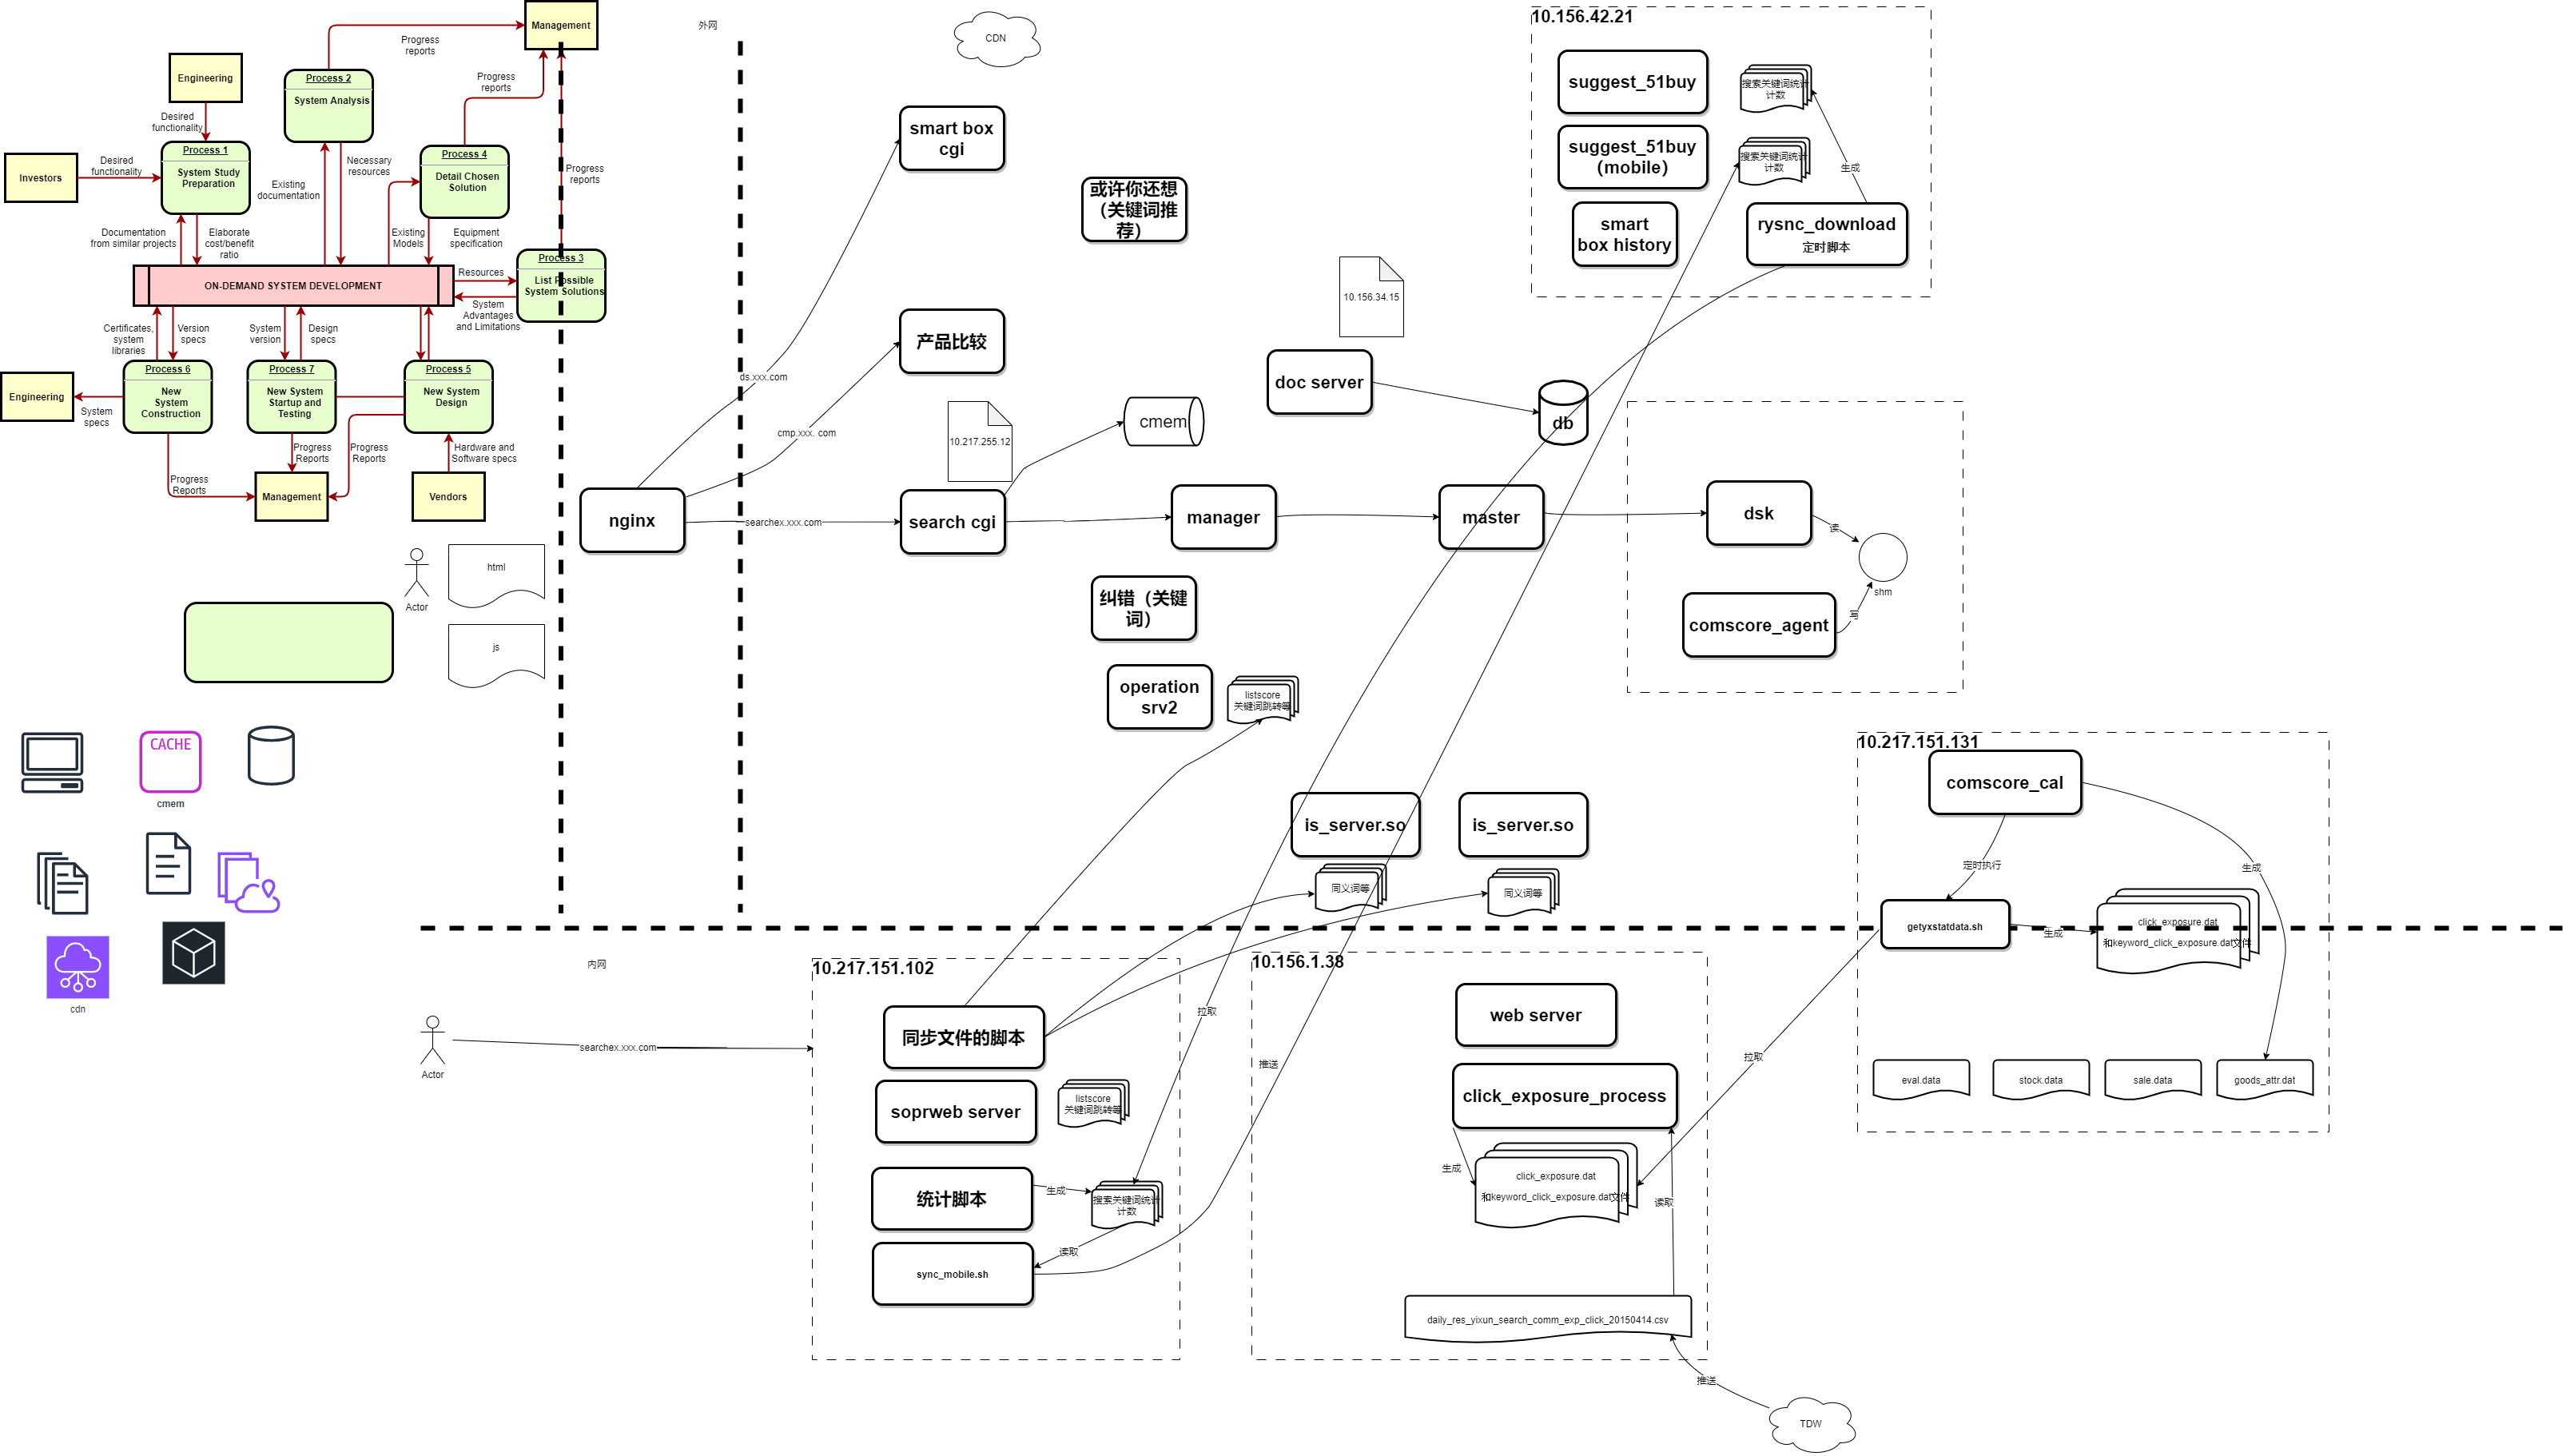 Management
Progress
reports
Engineering
Process 2
System Analysis
Progress
reports
Desired
functionality
Process 1
System Study
Preparation
Investors
Desired
functionality
Existing
documentation
Necessary
resources
Process 4
Detail Chosen
Solution
Progress
reports
Documentation
from similar projects
Elaborate
cost/benefit
ratio
Existing
Models
Equipment
specification
Process 3
List Possible
System Solutions
ON-DEMAND SYSTEM DEVELOPMENT
Resources
System
Advantages
and Limitations
Certificates,
system
libraries
Version
specs
System
version
Design
specs
Process 6
New
System
Construction
Process 7
New System
Startup and
Testing
Process 5
New System
Design
Engineering
System
specs
Progress
Reports
Progress
Reports
Progress
Reports
Hardware and
Software specs
Management
Vendors
Actor
html
js
CACHE
cmem
cdn
外网
CDN
smart box
cgi
或许你还想
（关键词推
荐）
产品比较
ds.xxx.com
cmp.xxx. com
searchex.xxx.com
nginx
10.217.255.12
cmem
search cgi
manager
master
10.156.34.15
doc server
db
dsk
读
shm
写
comscore_agent
纠错（关键
词）
operation
srv2
listscore
关键词跳转等
10.156.42.21
suggest_51buy
搜索关键词统计
计数
suggest_51buy
（mobile）
搜索关键词统计
计数
生成
smart
box history
rysnc_download
定时脚本
is_server.so
is_server.so
同义词等
同义词等
10.217.151.131
comscore_cal
定时执行
生成
getyxstatdata.sh
生成
click_exposure.dat
和keyword_click_exposure.dat文件
eval.data
stock.data
sale.data
goods_attr.dat
内网
Actor
searchex.xxx.com
10.217.151.102
同步文件的脚本
soprweb server
listscore
关键词跳转等
统计脚本
生成
搜索关键词统计
计数
读取
sync_mobile.sh
拉取
推送
10.156.1.38
web server
click_exposure_process
生成
click_exposure.dat
和keyword_click_exposure.dat文件
读取
拉取
daily_res_yixun_search_comm_exp_click_20150414.csv
推送
TDW